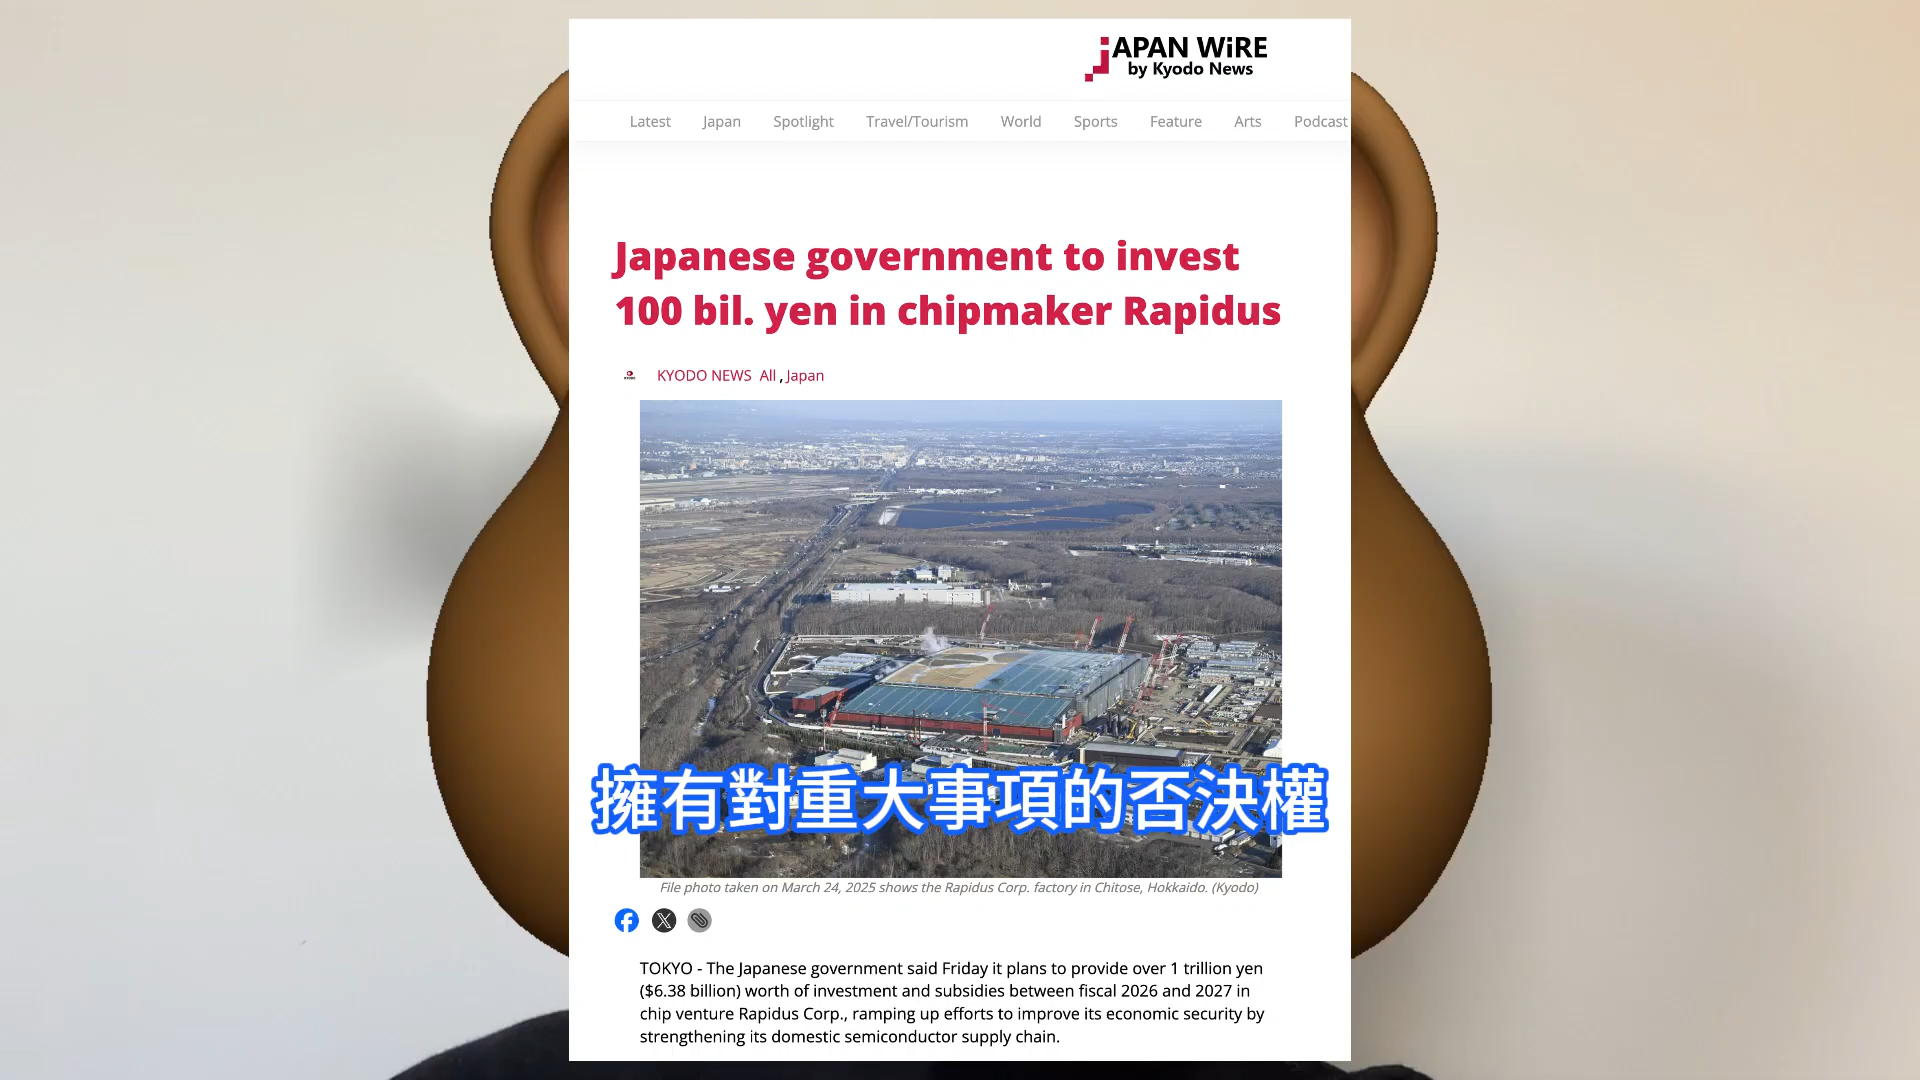 JAPAN WiRE
by Kyodo News
Latest Japan Spotlight Travel/Tourism World Sports Feature Arts Podcast
Japanese government to invest
100 bil. yen in chipmaker Rapidus
KYODO NEWS All , Japan
擁有對重大事項的否決權
File photo taken on March 24, 2025 shows the Rapidus Corp. factory in Chitose, Hokkaido. (Kyodo)
TOKYO - The Japanese government said Friday it plans to provide over 1 trillion yen
($6.38 billion) worth of investment and subsidies between fiscal 2026 and 2027 in
chip venture Rapidus Corp., ramping up efforts to improve its economic security by
strengthening its domestic semiconductor supply chain.